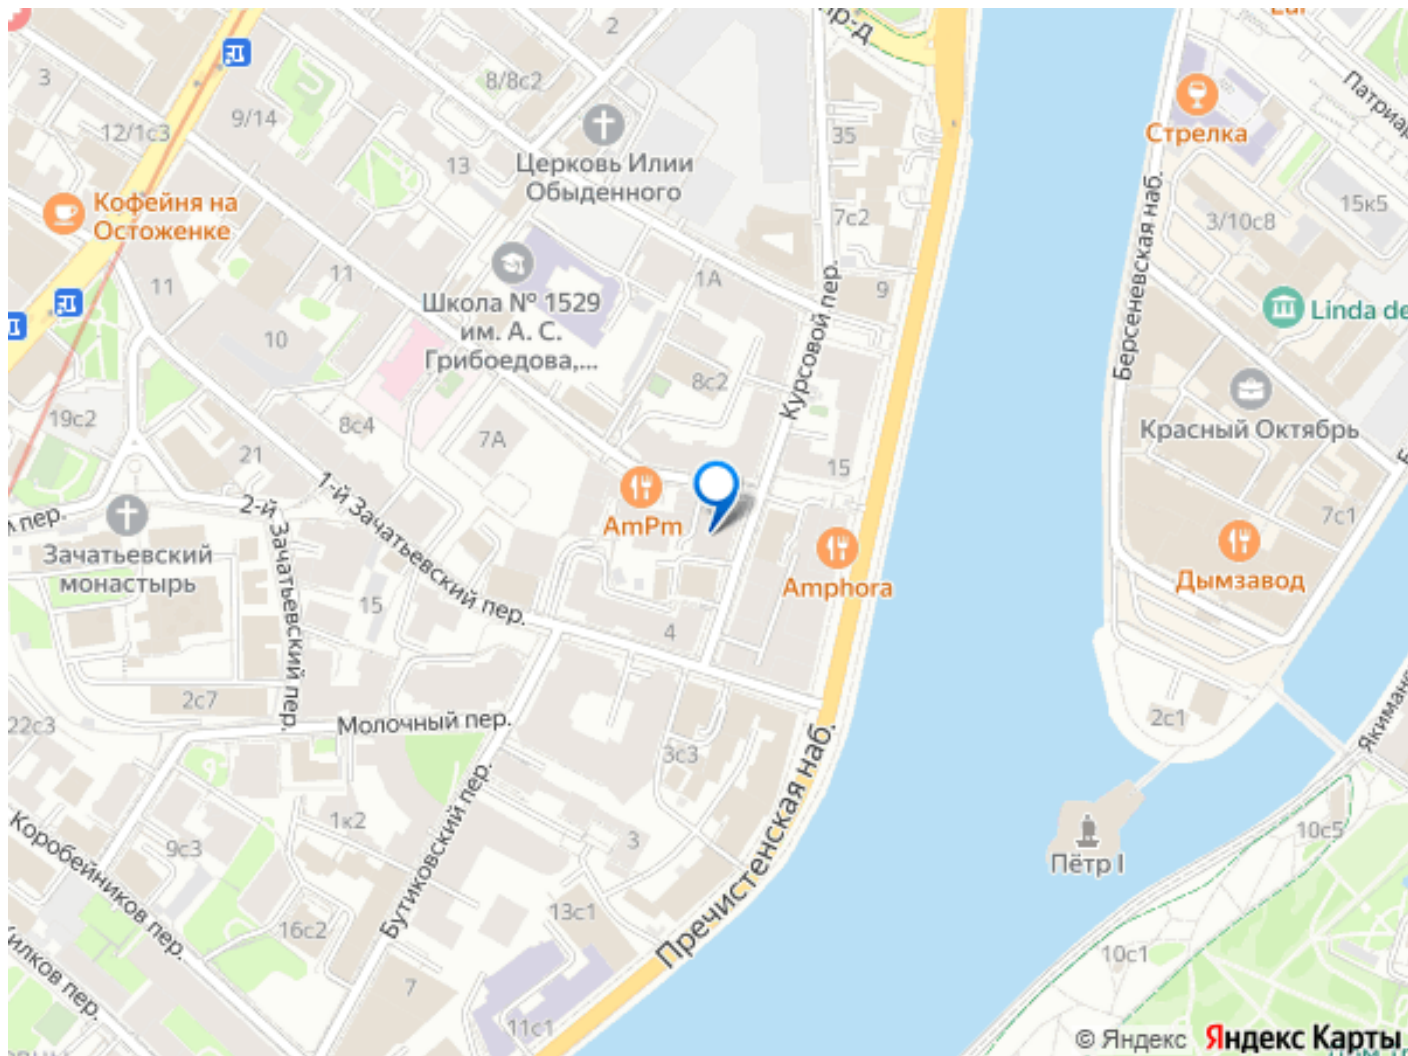 пр-д
2
8/8с2
3
9/14
12/1с3
13
35
Церковь Илии
Обыденного
Стрелка
Кофейня на
Остоженке
7с2
3/10с8
15к5
11
11
1А
9
Школа № 1529
им. А. С.
Грибоедова,...
10
8с2
Курсовой пер.
Берсеневская наб.
Linda de
Красный Октябрь
19с2
8с4
7А
21
15
7с1
1-й Зачатьевский пер.
2-й Зачатьевский пер.
пер.
AmPm
Amphora
Дымзавод
Зачатьевский
монастырь
15
4
2с7
22с3
Молочный пер.
2с1
3с3
Пречистенская наб.
Бутиковский пер.
1к2
3
9с3
Коробейников пер.
Пётр I
10с5
16с2
13с1
10с1
7
11с1
© Яндекс Яндекс Карты